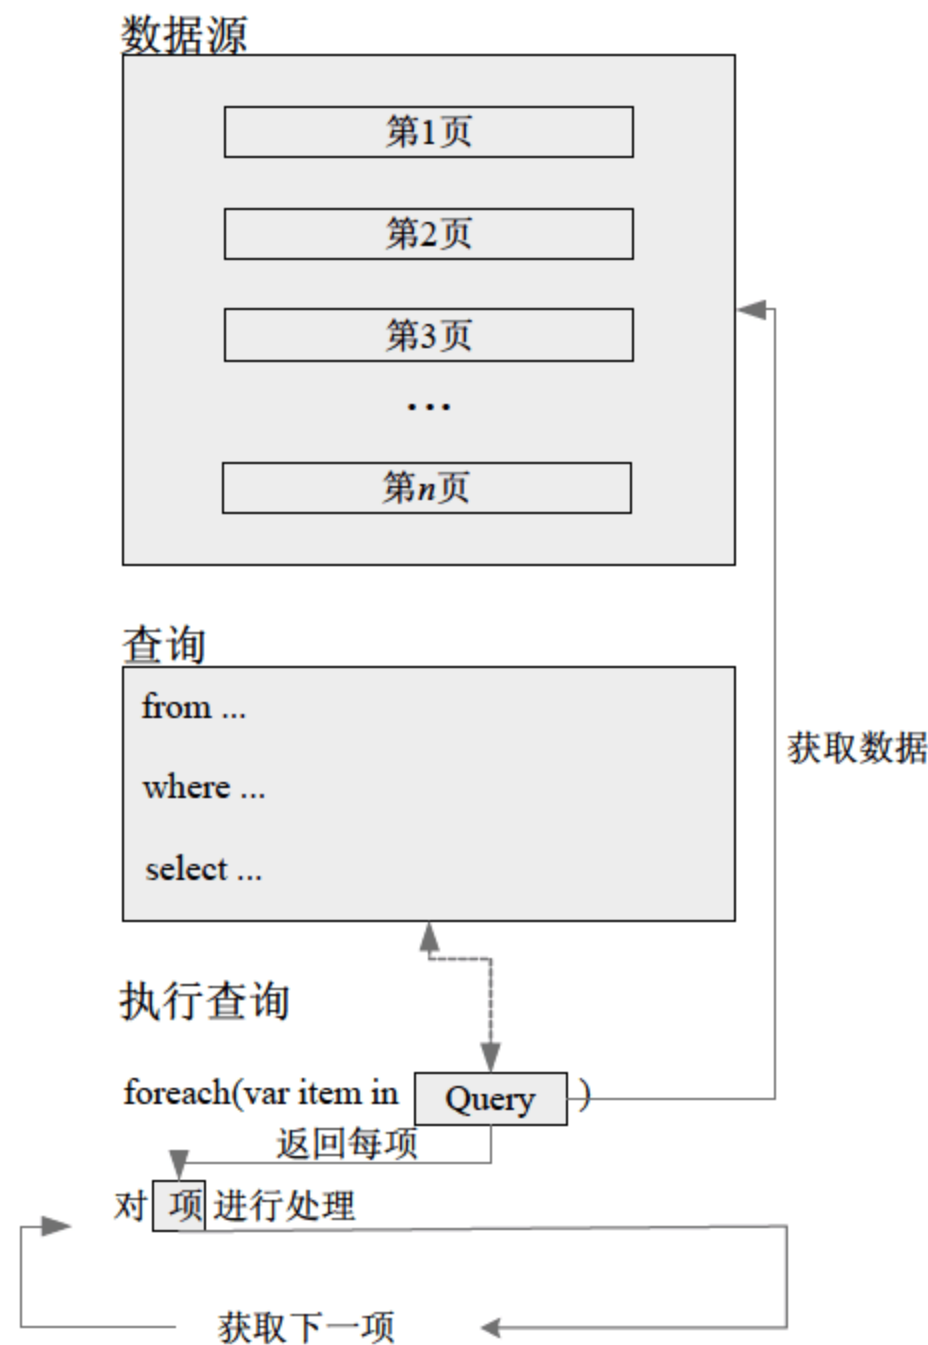 数据源
第1页
第2页
第3页
...
第n页
查询
from ...
where ...
select ...
获取数据
执行查询
foreach(var item in Query )
返回每项
对 项 进行处理
获取下一项